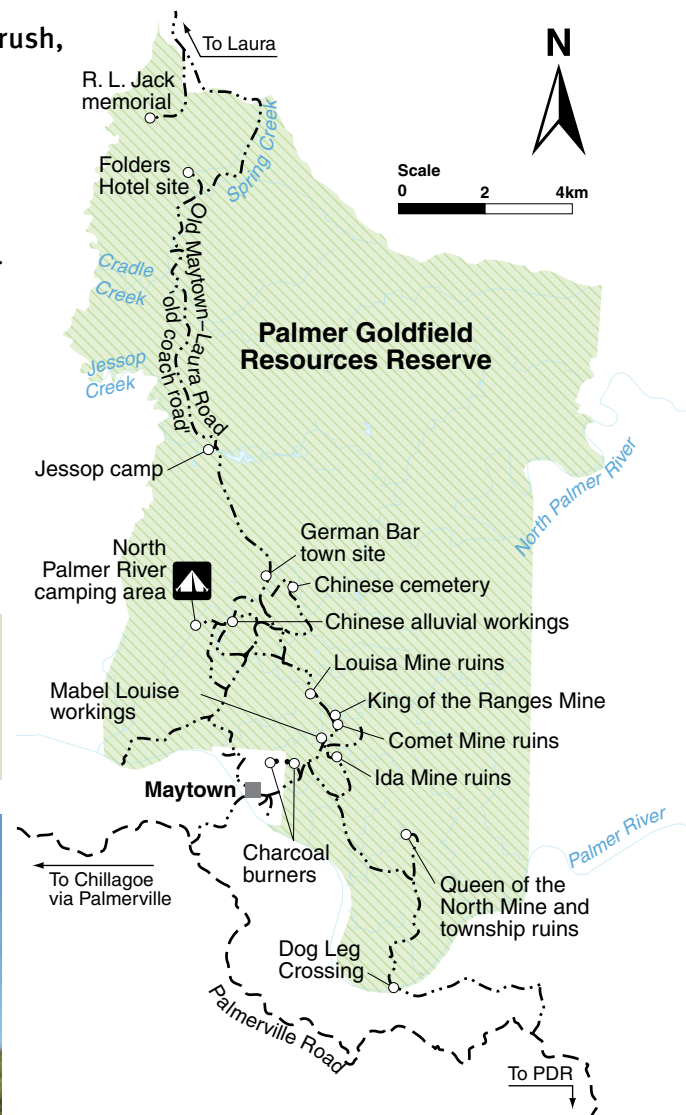 rush,
To Laura
N
R. L. Jack
memorial
Scale
0 2 4km
Spring Creek
Folders
Hotel site
Old Maytown–Laura Road
"old coach road"
Cradle
Creek
Palmer Goldfield
Resources Reserve
Jessop
Creek
Jessop camp
North Palmer River
German Bar
town site
North
Palmer River
camping area
Chinese cemetery
Chinese alluvial workings
Louisa Mine ruins
Mabel Louise
workings
King of the Ranges Mine
Comet Mine ruins
Ida Mine ruins
Maytown
Charcoal
burners
Palmer River
To Chillagoe
via Palmerville
Queen of the
North Mine and
township ruins
Dog Leg
Crossing
Palmerville Road
To PDR